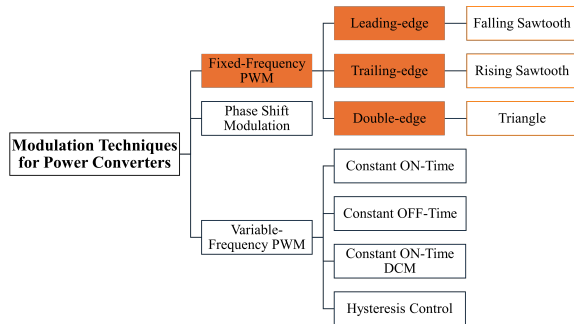 Modulation Techniques
for Power Converters
Fixed-Frequency
PWM
Leading-edge
Falling Sawtooth
Trailing-edge
Rising Sawtooth
Double-edge
Triangle
Phase Shift
Modulation
Variable-
Frequency PWM
Constant ON-Time
Constant OFF-Time
Constant ON-Time
DCM
Hysteresis Control